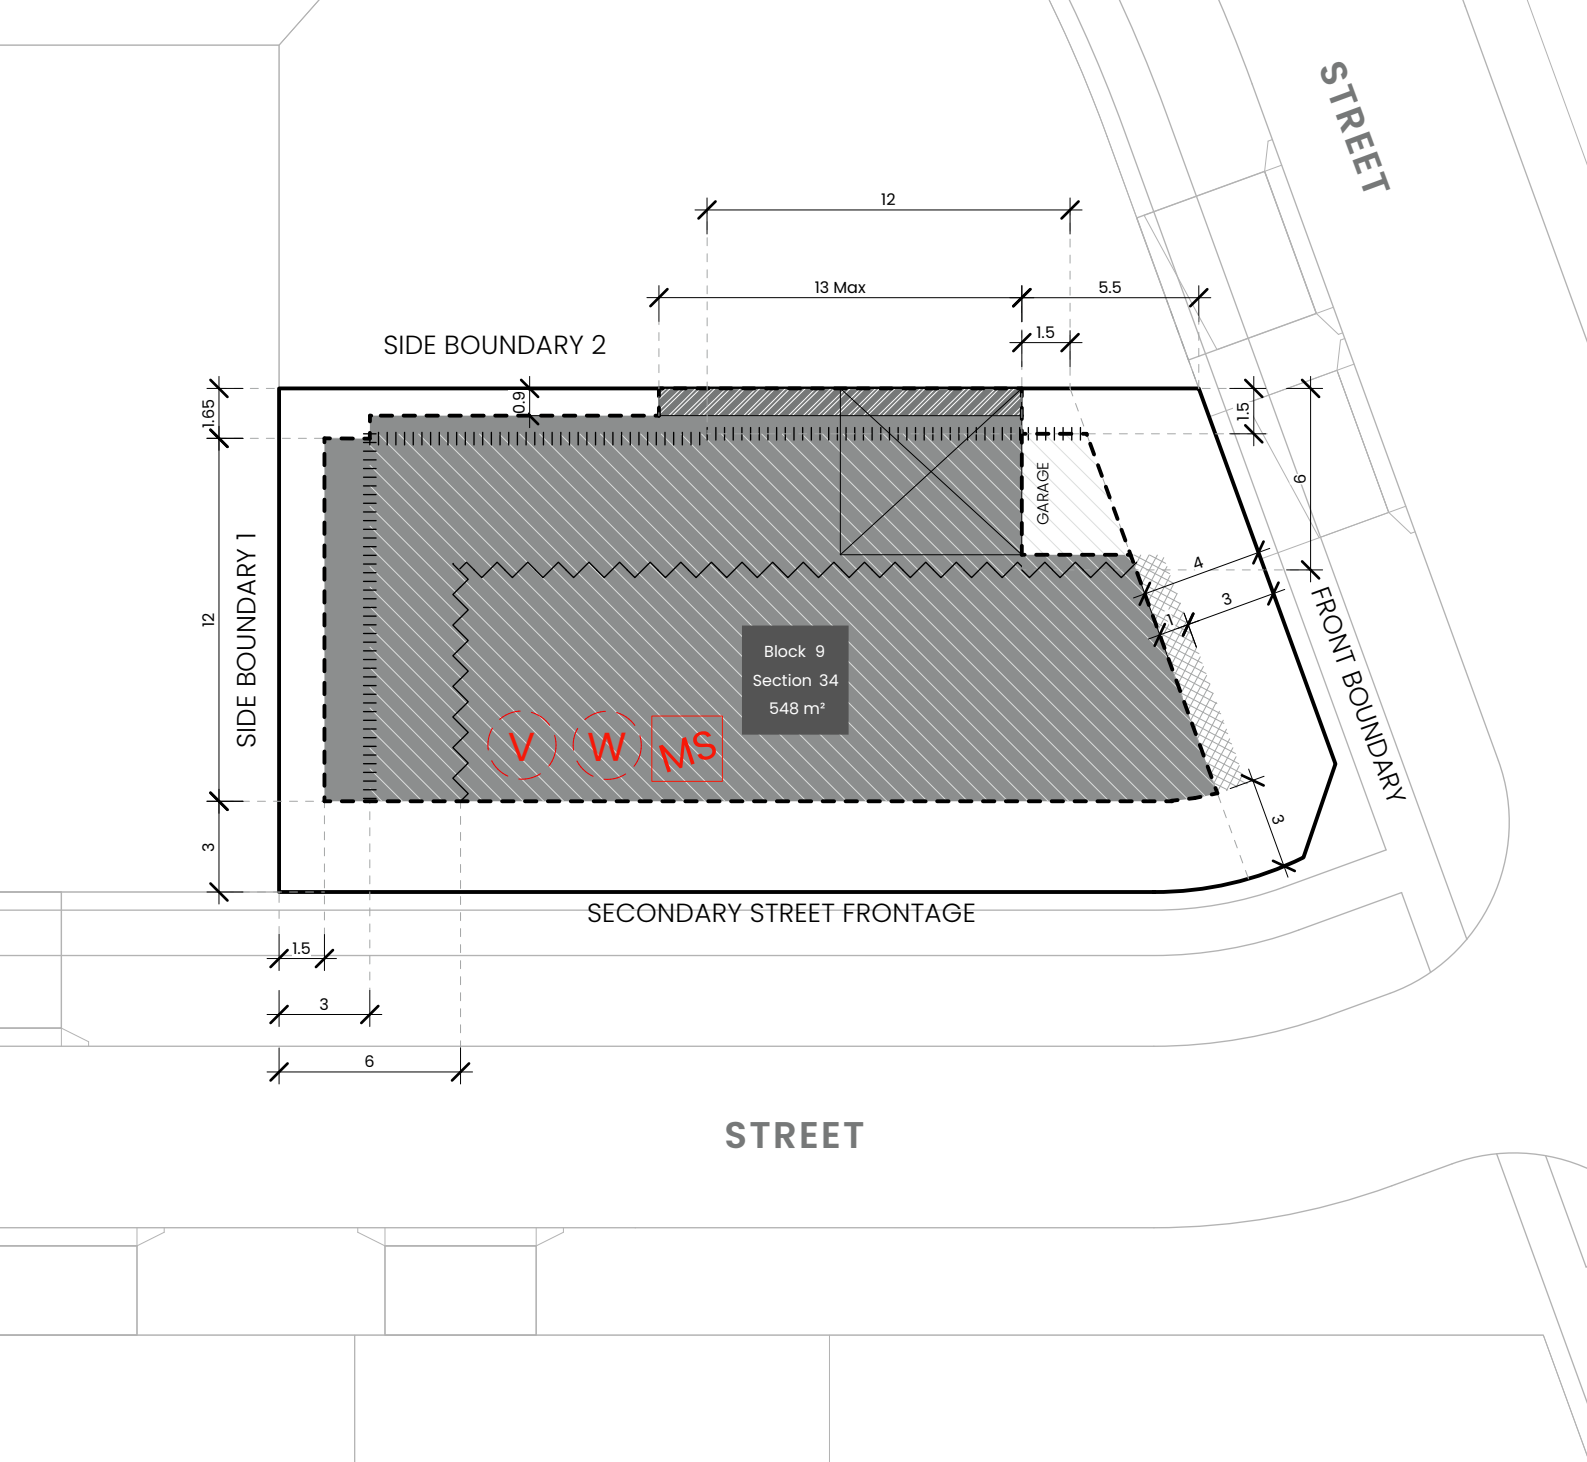 STREET
12
13 Max
5.5
1.5
SIDE BOUNDARY 2
0.9
1.65
1.5
6
GARAGE
4
3
1
12
SIDE BOUNDARY 1
FRONT BOUNDARY
Block 9
Section 34
548 m²
V
W
MS
3
3
SECONDARY STREET FRONTAGE
1.5
3
6
STREET